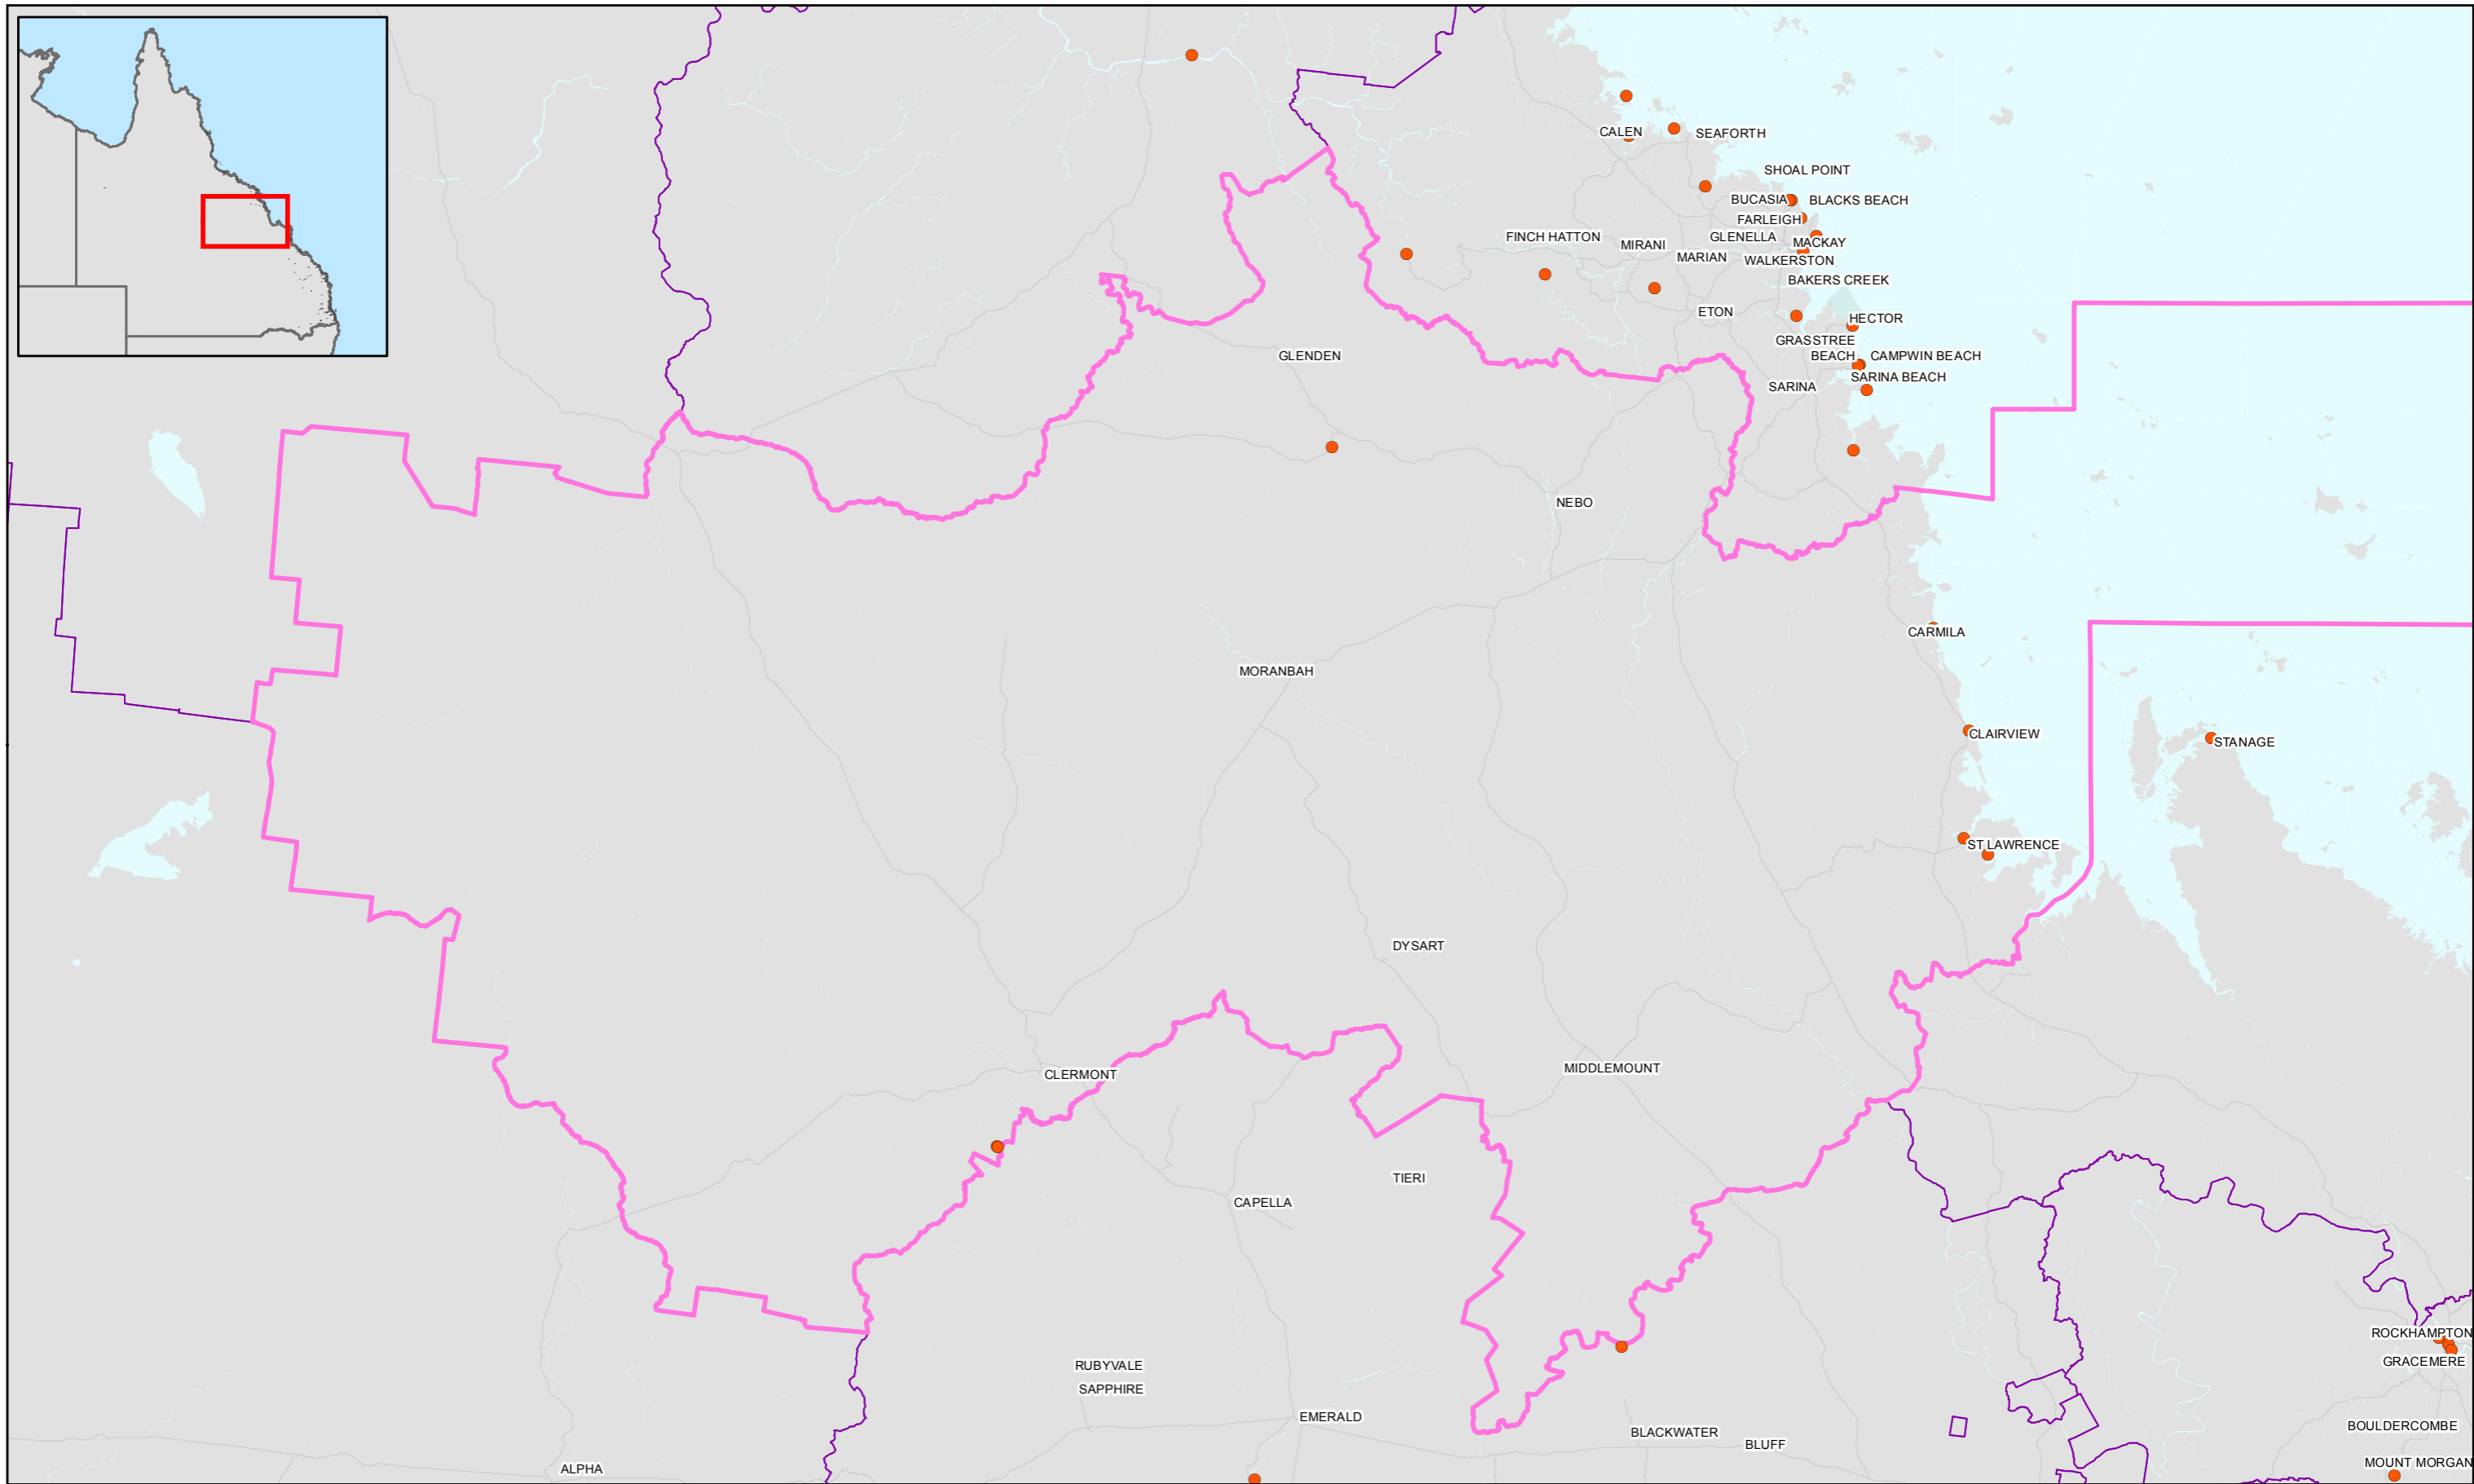 CALEN
SEAFORTH
SHOAL POINT
BUCASIA
BLACKS BEACH
FARLEIGH
FINCH HATTON
MIRANI
GLENELLA
MACKAY
MARIAN
WALKERSTON
BAKERS CREEK
ETON
HECTOR
GRASSTREE
BEACH
CAMPWIN BEACH
GLENDEN
SARINA BEACH
SARINA
NEBO
CARMILA
MORANBAH
CLAIRVIEW
STANAGE
ST LAWRENCE
DYSART
MIDDLEMOUNT
CLERMONT
TIERI
CAPELLA
ROCKHAMPTON
GRACEMERE
RUBYVALE
SAPPHIRE
EMERALD
BOULDERCOMBE
BLACKWATER
BLUFF
MOUNT MORGAN
ALPHA